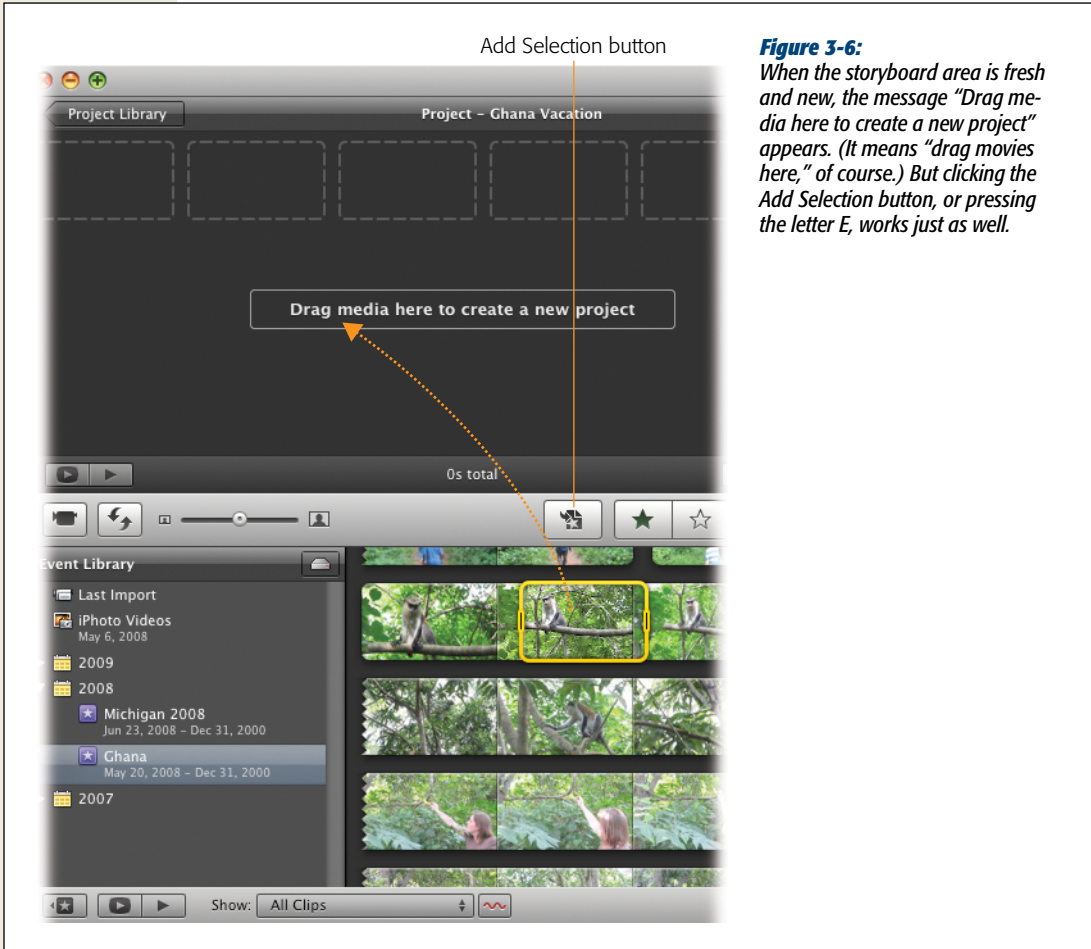 Add Selection button
Figure 3-6:
When the storyboard area is fresh
and new, the message “Drag me-
dia here to create a new project”
appears. (It means “drag movies
here,” of course.) But clicking the
Add Selection button, or pressing
the letter E, works just as well.
Project Library
Project – Ghana Vacation
Drag media here to create a new project
0s total
Event Library
Last Import
iPhoto Videos
May 6, 2008
2009
2008
Michigan 2008
Jun 23, 2008 – Dec 31, 2000
Ghana
May 20, 2008 – Dec 31, 2000
2007
Show: All Clips